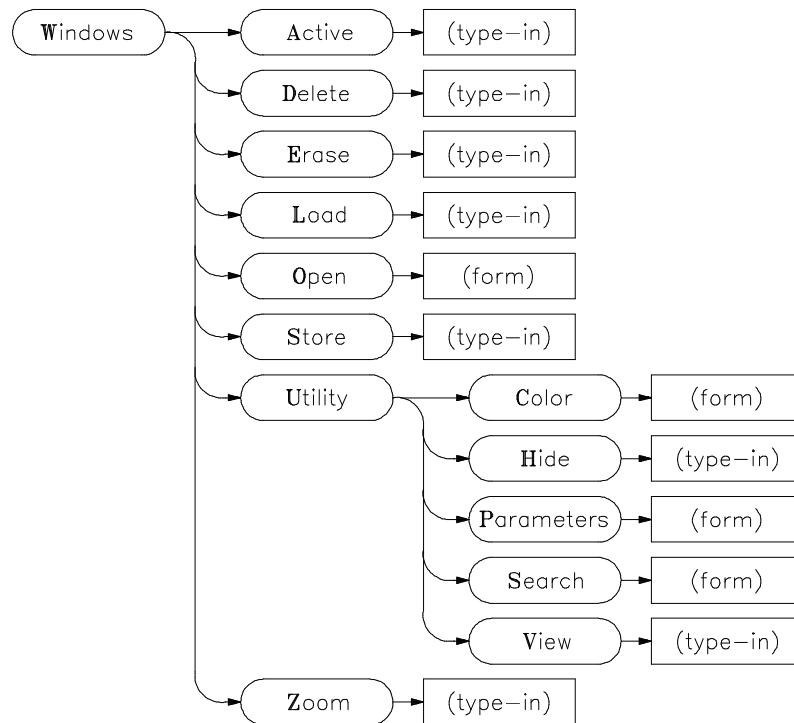 Windows Active (type-in)
Delete (type-in)
Erase (type-in)
Load (type-in)
Open (form)
Store (type-in)
Utility Color (form)
Hide (type-in)
Parameters (form)
Search (form)
View (type-in)
Zoom (type-in)